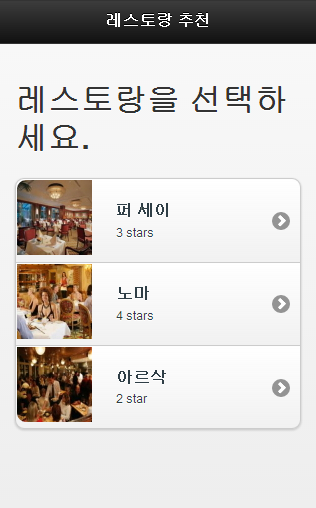 레스토랑 추천
레스토랑을 선택하
세요.
퍼 세이
3 stars
노마
4 stars
아르삭
2 star